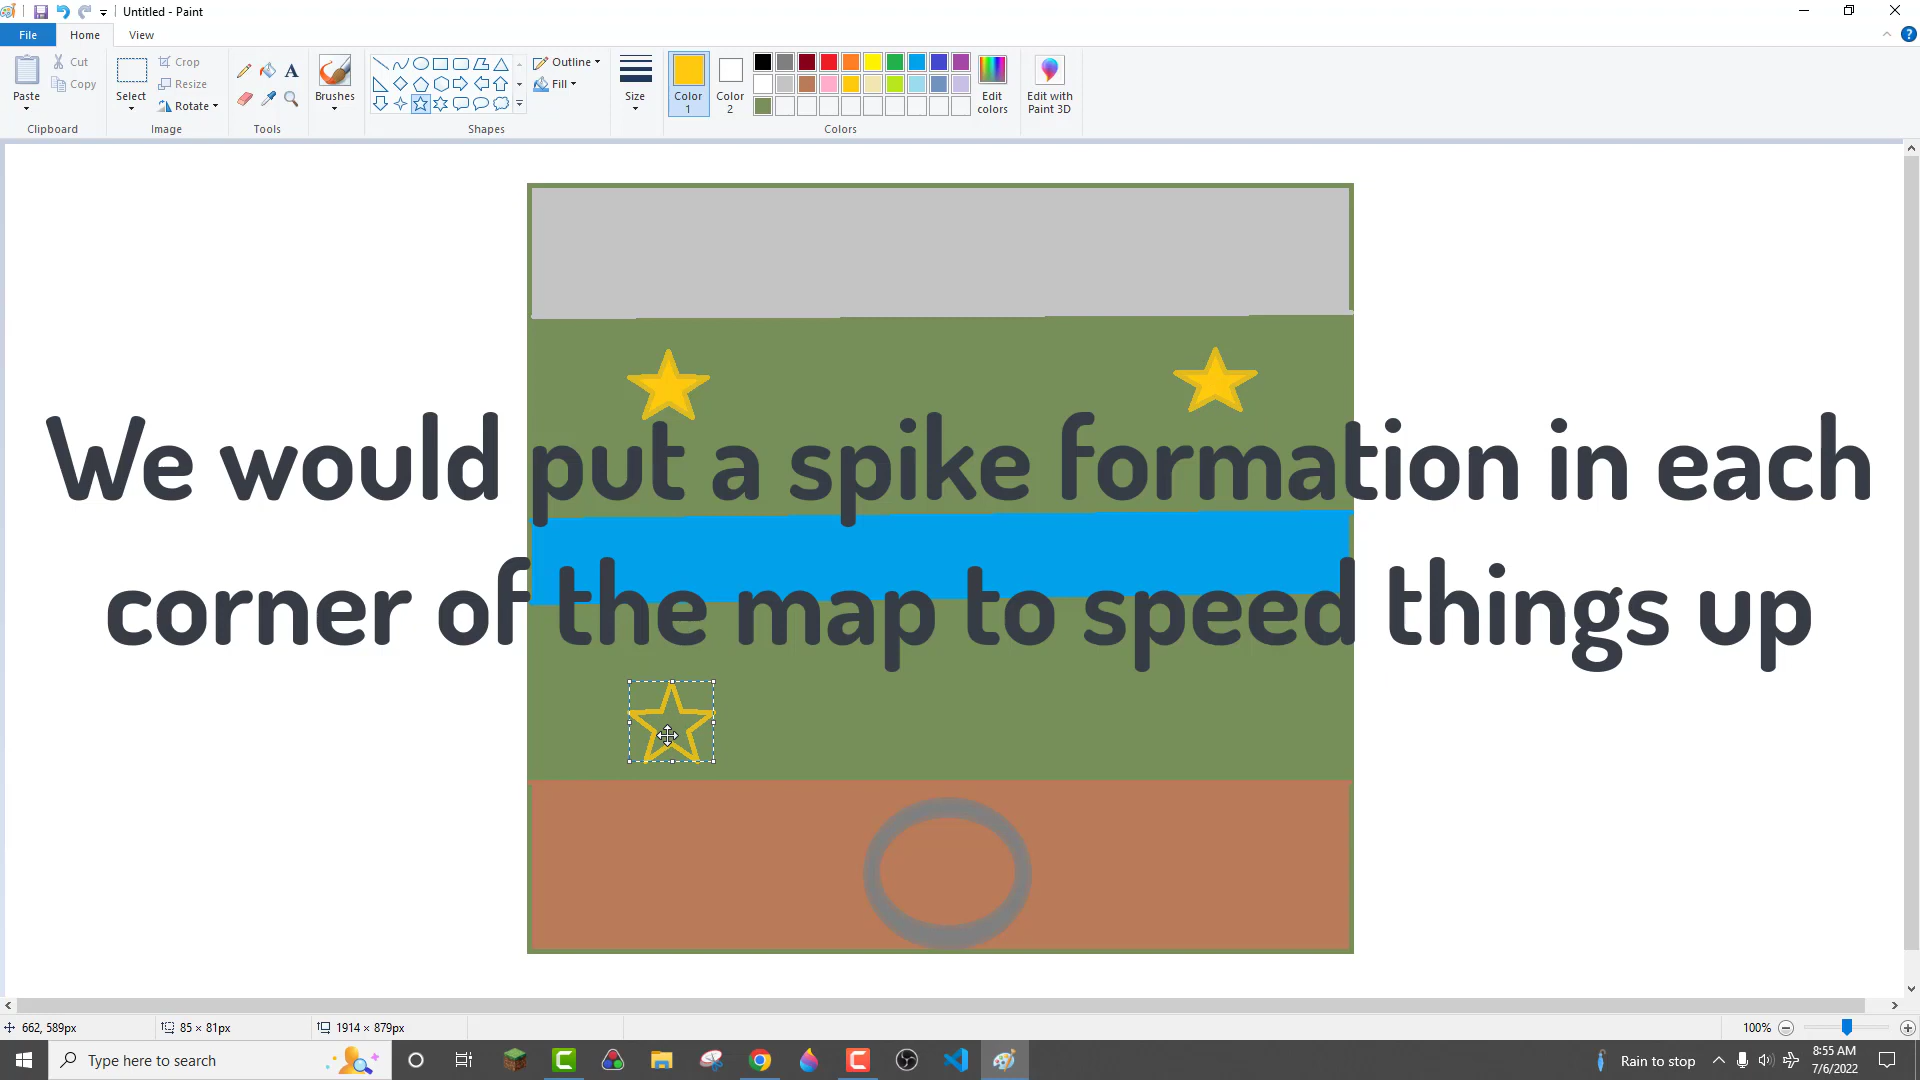 Untitled - Paint
File Home View
Paste
Cut
Copy
Clipboard
Select
Crop
Resize
Rotate
Image
A
Tools
Brushes
Outline
Fill
Shapes
Size
Color 1
Color 2
Edit colors
Colors
Edit with Paint 3D
We would put a spike formation in each
corner of the map to speed things up
662, 589px 85 × 81px 1914 × 879px 100%
Type here to search Rain to stop 8:55 AM
7/6/2022